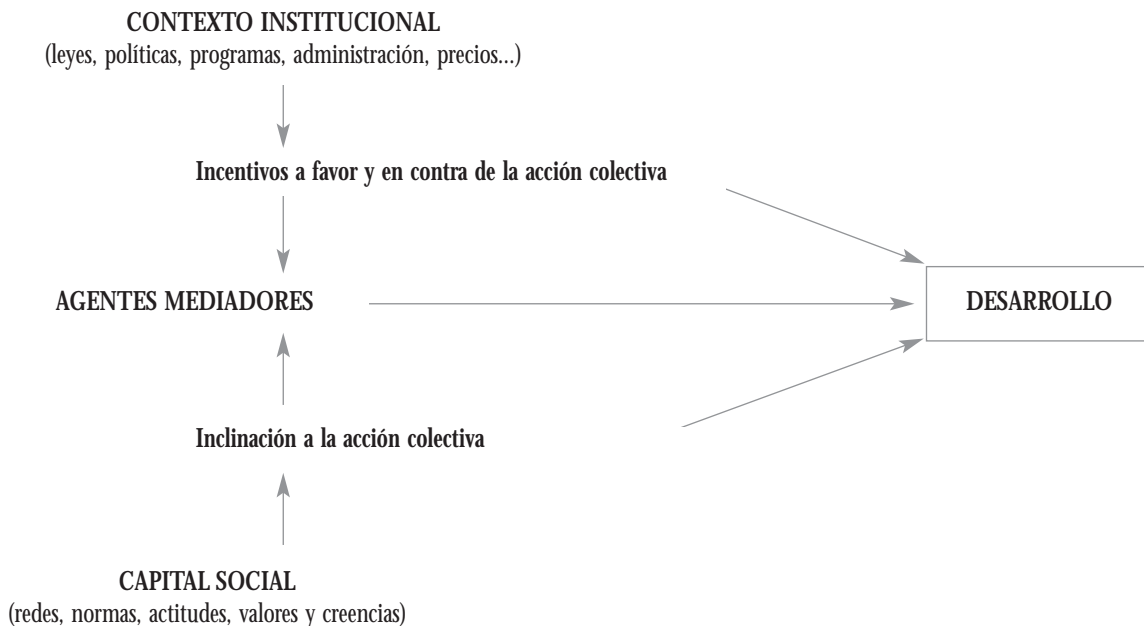 CONTEXTO INSTITUCIONAL
(leyes, políticas, programas, administración, precios...)
Incentivos a favor y en contra de la acción colectiva
AGENTES MEDIADORES
DESARROLLO
Inclinación a la acción colectiva
CAPITAL SOCIAL
(redes, normas, actitudes, valores y creencias)